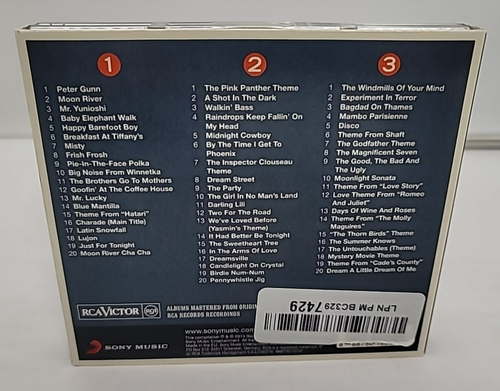 1
1 Peter Gunn
2 Moon River
3 Mr. Yunioshi
4 Baby Elephant Walk
5 Happy Barefoot Boy
6 Breakfast At Tiffany's
7 Misty
8 Frish Frosh
9 Pie-In-The-Face Polka
10 Big Noise From Winnetka
11 The Brothers Go To Mothers
12 Goofin' At The Coffee House
13 Mr. Lucky
14 Blue Mantilla
15 Theme From "Hatari"
16 Charade (Main Title)
17 Latin Snowfall
18 Lujon
19 Just For Tonight
20 Moon River Cha Cha
2
1 The Pink Panther Theme
2 A Shot In The Dark
3 Walkin' Bass
4 Raindrops Keep Fallin' On
My Head
5 Midnight Cowboy
6 By The Time I Get To
Phoenix
7 The Inspector Clouseau
Theme
8 Dream Street
9 The Party
10 The Girl In No Man's Land
11 Darling Lili
12 Two For The Road
13 We've Loved Before
(Yasmin's Theme)
14 It Had Better Be Tonight
15 The Sweetheart Tree
16 In The Arms Of Love
17 Dreamsville
18 Candlelight On Crystal
19 Birdie Num-Num
20 Pennywhistle Jig
3
1 The Windmills Of Your Mind
2 Experiment In Terror
3 Bagdad On Thames
4 Mambo Parisienne
5 Disco
6 Theme From Shaft
7 The Godfather Theme
8 The Magnificent Seven
9 The Good, The Bad And
The Ugly
10 Moonlight Sonata
11 Theme From "Love Story"
12 Love Theme From "Romeo
And Juliet"
13 Days Of Wine And Roses
14 Theme From "The Molly
Maguires"
15 "The Thorn Birds" Theme
16 The Summer Knows
17 The Untouchables (Theme)
18 Mystery Movie Theme
19 Theme From "Cade's County"
20 Dream A Little Dream Of Me
RCA VICTOR RCA
ALBUMS MASTERED FROM ORIGIN
RCA RECORDS RECORDINGS
SONY MUSIC
www.sonymusic.com
LPN PM BC329 7429